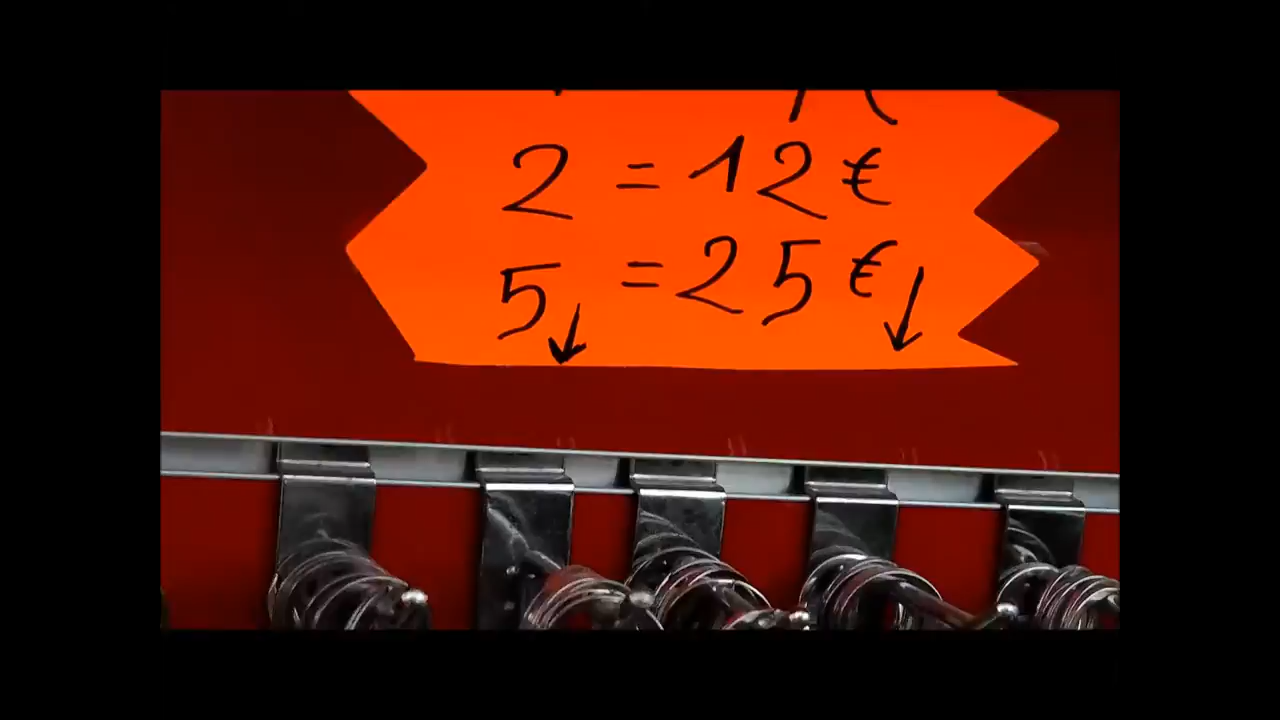 2 = 12 €
5 = 25 €